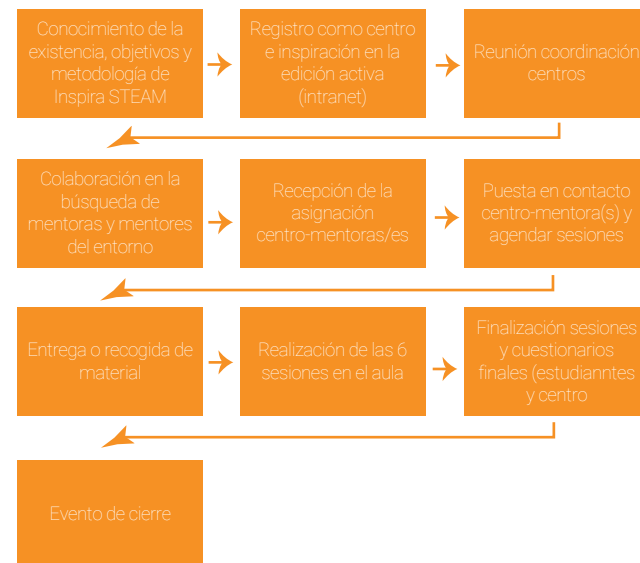 Conocimiento de la
existencia, objetivos y
metodología de
Inspira STEAM
Registro como centro
e inspiración en la
edición activa
(intranet)
Reunión coordinación
centros
Colaboración en la
búsqueda de
mentoras y mentores
del entorno
Recepción de la
asignación
centro-mentoras/es
Puesta en contacto
centro-mentora(s) y
agendar sesiones
Entrega o recogida de
material
Realización de las 6
sesiones en el aula
Finalización sesiones
y cuestionarios
finales (estudianntes
y centro
Evento de cierre